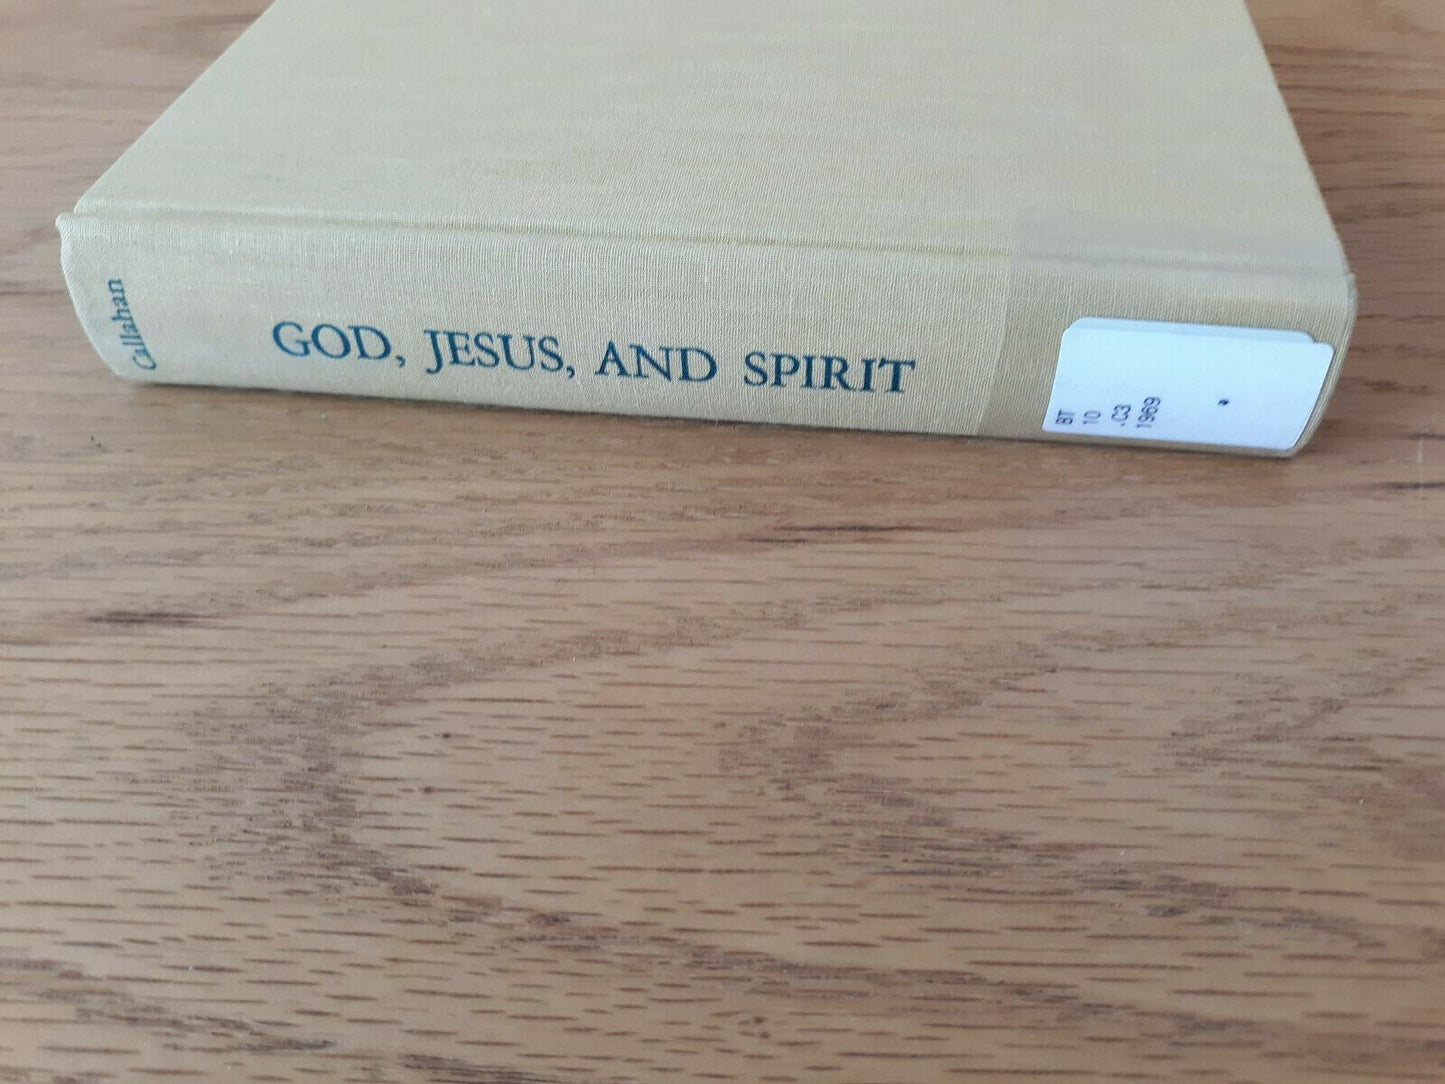 Callahan
GOD, JESUS, AND SPIRIT
BT
10
.C3
1969